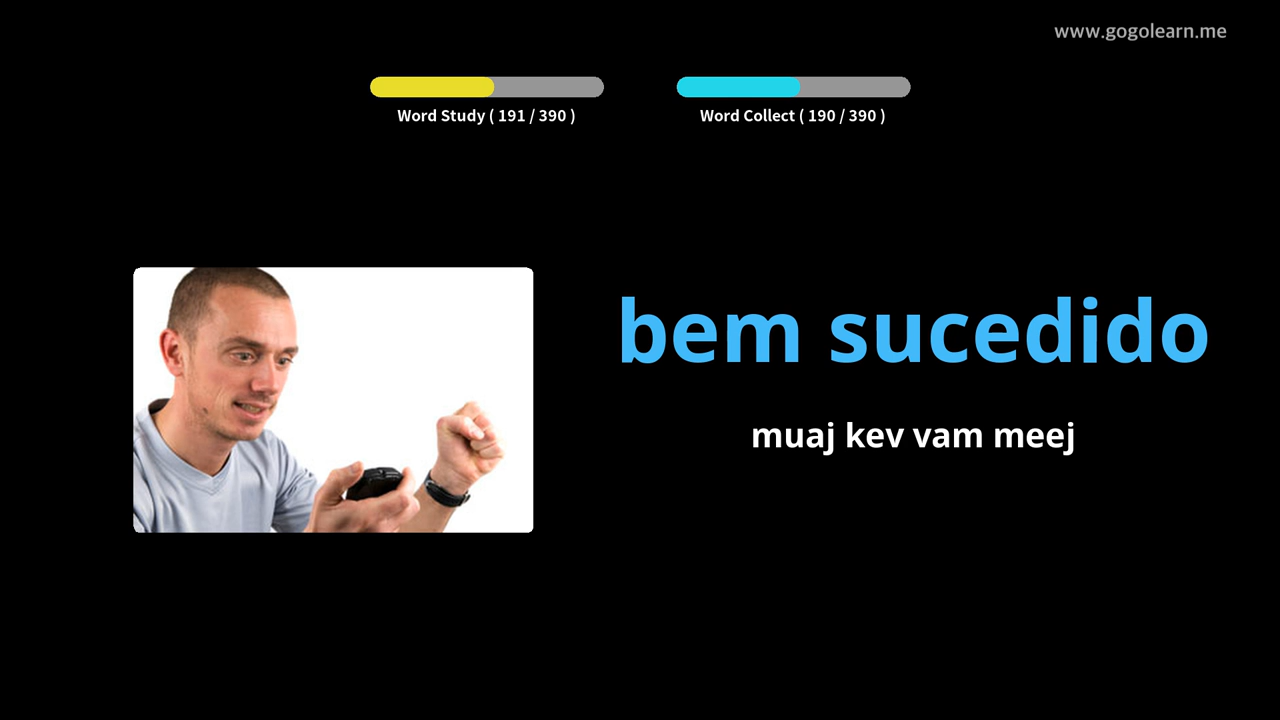 www.gogolearn.me
Word Study ( 191 / 390 )
Word Collect ( 190 / 390 )
bem sucedido
muaj kev vam meej